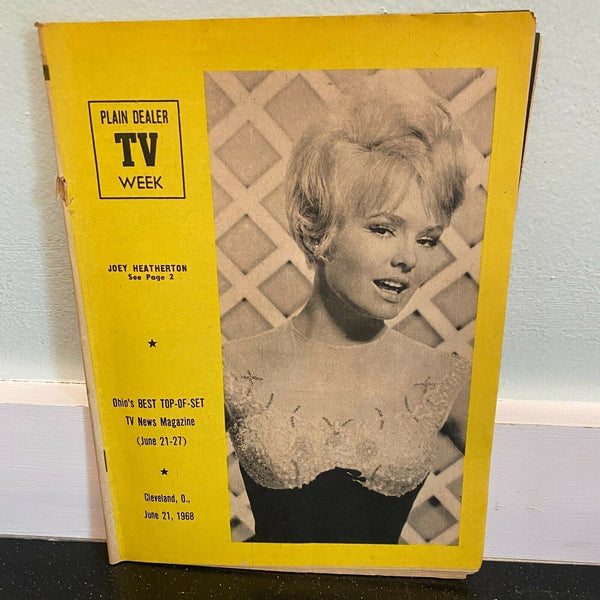 PLAIN DEALER
TV
WEEK
JOEY HEATHERTON
See Page 2
Ohio's BEST TOP-OF-SET
TV News Magazine
(June 21-27)
Cleveland, O.,
June 21, 1968